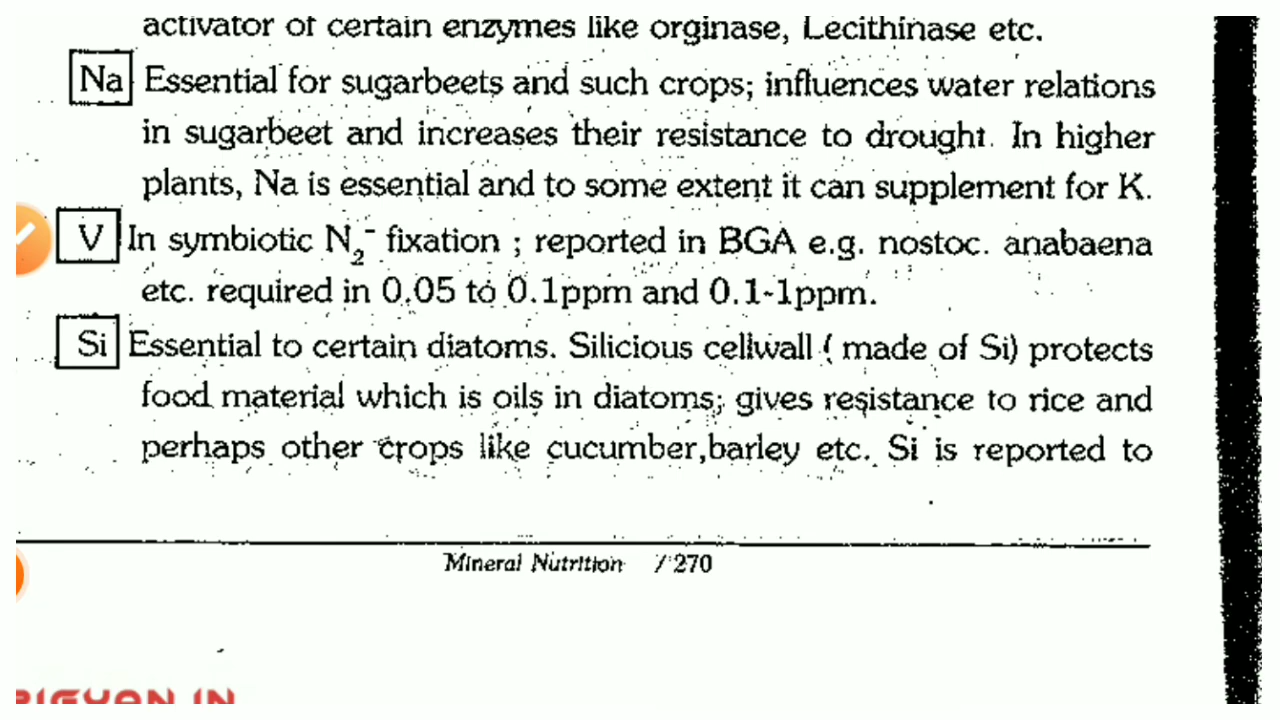 activator of certain enzymes like orginase, Lecithinase etc.
Na Essential for sugarbeets and such crops; influences water relations
in sugarbeet and increases their resistance to drought. In higher
plants, Na is essential and to some extent it can supplement for K.
V In symbiotic N₂⁻ fixation ; reported in BGA e.g. nostoc. anabaena
etc. required in 0.05 to 0.1ppm and 0.1-1ppm.
Si Essential to certain diatoms. Silicious cellwall ( made of Si) protects
food material which is oils in diatoms; gives resistance to rice and
perhaps other crops like cucumber,barley etc. Si is reported to
Mineral Nutrition / 270